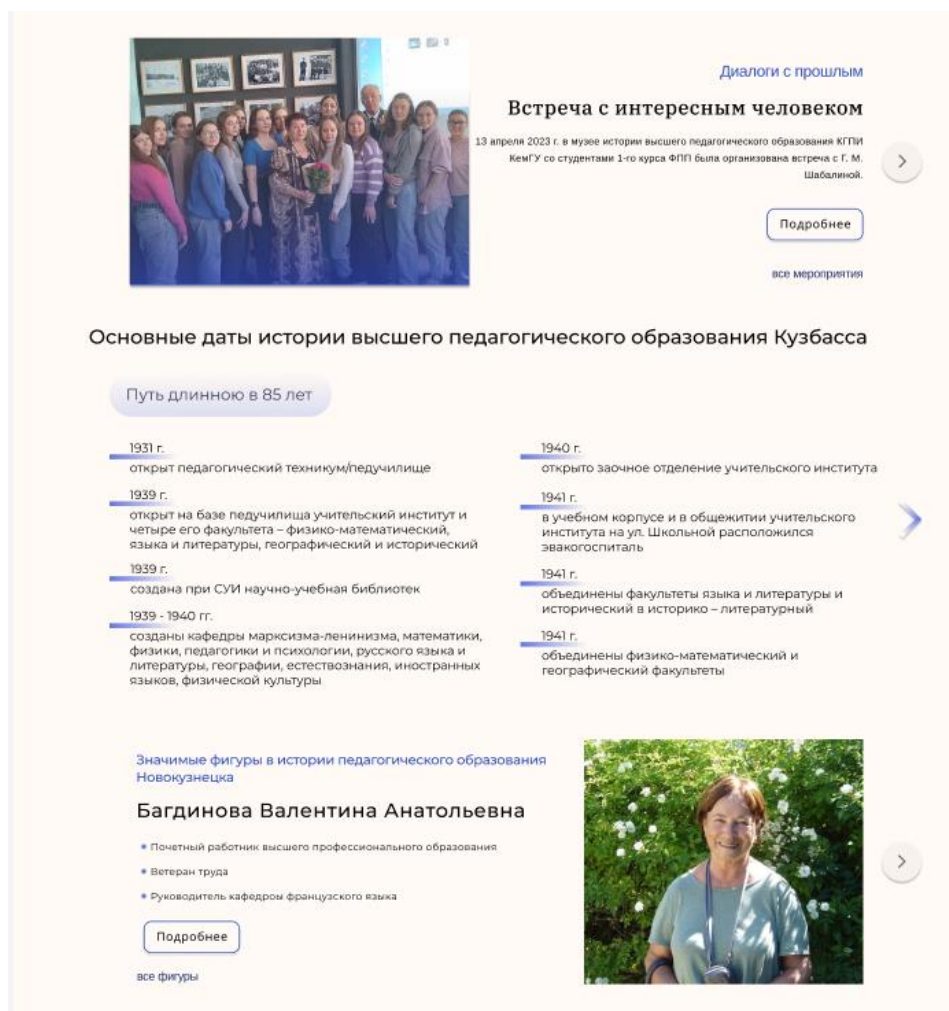 Диалоги с прошлым
Встреча с интересным человеком
13 апреля 2023 г. в музее истории высшего педагогического образования КГПИ
КемГУ со студентами 1-го курса ФПП была организована встреча с Г. М.
Шабалиной.
Подробнее
все мероприятия
Основные даты истории высшего педагогического образования Кузбасса
Путь длинною в 85 лет
1931 г.
открыт педагогический техникум/педучилище
1939 г.
открыт на базе педучилища учительский институт и
четыре его факультета – физико-математический,
языка и литературы, географический и исторический
1939 г.
создана при СУИ научно-учебная библиотек
1939 - 1940 гг.
созданы кафедры марксизма-ленинизма, математики,
физики, педагогики и психологии, русского языка и
литературы, географии, естествознания, иностранных
языков, физической культуры
1940 г.
открыто заочное отделение учительского института
1941 г.
в учебном корпусе и в общежитии учительского
института на ул. Школьной расположился
эвакогоспиталь
1941 г.
объединены факультеты языка и литературы и
исторический в историко – литературный
1941 г.
объединены физико-математический и
географический факультеты
Значимые фигуры в истории педагогического образования
Новокузнецка
Багдинова Валентина Анатольевна
Почетный работник высшего профессионального образования
Ветеран труда
Руководитель кафедроы французского языка
Подробнее
все фигуры